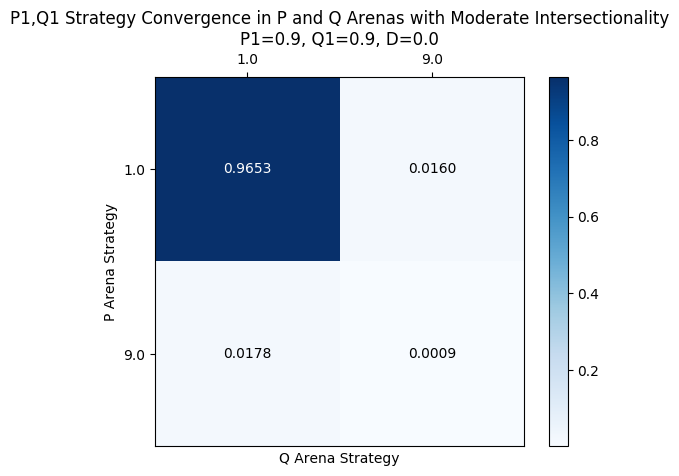 P1,Q1 Strategy Convergence in P and Q Arenas with Moderate Intersectionality
P1=0.9, Q1=0.9, D=0.0
1.0 9.0
1.0
0.9653 0.0160
9.0
0.0178 0.0009
P Arena Strategy
Q Arena Strategy
0.8
0.6
0.4
0.2